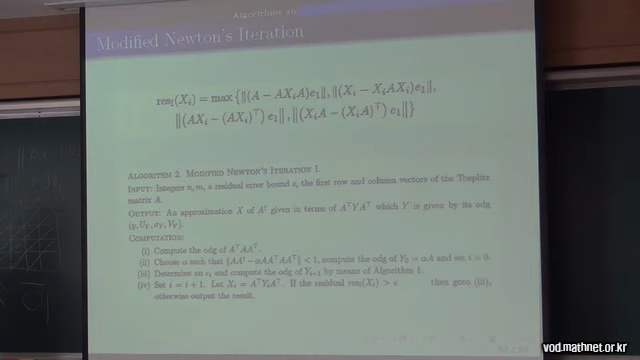 Algorithms an
Modified Newton's Iteration
res₁(Xᵢ) = max {‖(A − AXᵢA)e₁‖, ‖(Xᵢ − XᵢAXᵢ)e₁‖,
‖(AXᵢ − (AXᵢ)ᵀ) e₁‖, ‖(XᵢA − (XᵢA)ᵀ) e₁‖}
ALGORITHM 2. MODIFIED NEWTON'S ITERATION I.
INPUT: Integers n, m, a residual error bound ε, the first row and column vectors of the Toeplitz
matrix A.
OUTPUT: An approximation X of A† given in terms of AᵀYAᵀ which Y is given by its odg
COMPUTATION:
(i) Compute the odg of AᵀAAᵀ.
(ii) Choose α such that ‖AA† − αAAᵀAAᵀ‖ < 1, compute the odg of Y₀ = αA and set i = 0.
(iii) Determine an εᵢ and compute the odg of Yᵢ₊₁ by means of Algorithm 1.
(iv) Set i = i + 1. Let Xᵢ = AᵀYᵢAᵀ. If the residual res₁(Xᵢ) > ε then goto (iii),
otherwise output the result.
vod.mathnet.or.kr